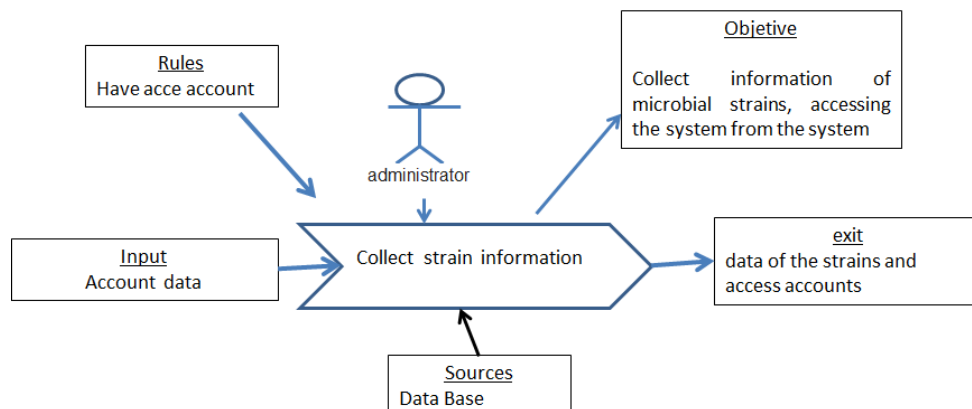 Rules
Have acce account
Objetive
Collect information of
microbial strains, accessing
the system from the system
administrator
Input
Account data
Collect strain information
exit
data of the strains and
access accounts
Sources
Data Base